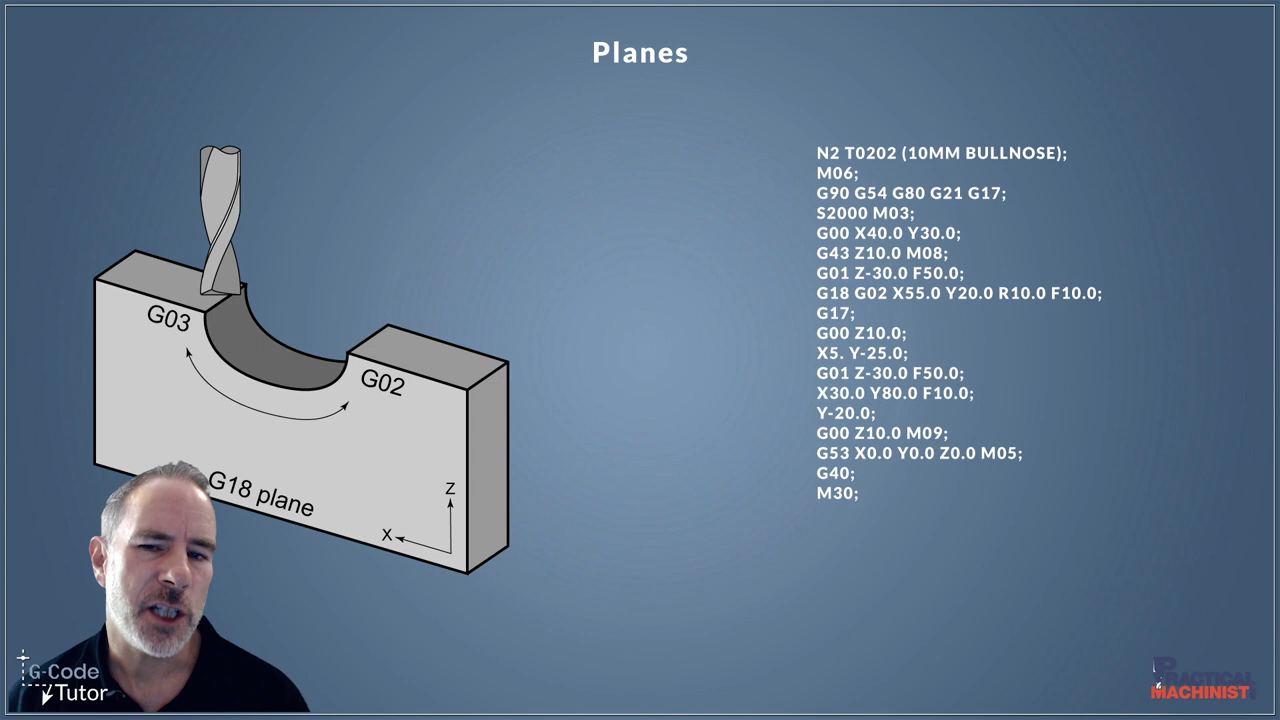 Planes
N2 T0202 (10MM BULLNOSE);
M06;
G90 G54 G80 G21 G17;
S2000 M03;
G00 X40.0 Y30.0;
G43 Z10.0 M08;
G01 Z-30.0 F50.0;
G18 G02 X55.0 Y20.0 R10.0 F10.0;
G17;
G00 Z10.0;
X5. Y-25.0;
G01 Z-30.0 F50.0;
X30.0 Y80.0 F10.0;
Y-20.0;
G00 Z10.0 M09;
G53 X0.0 Y0.0 Z0.0 M05;
G40;
M30;
G03
G02
G18 plane
Z
X
G-Code
Tutor
PRACTICAL
MACHINIST